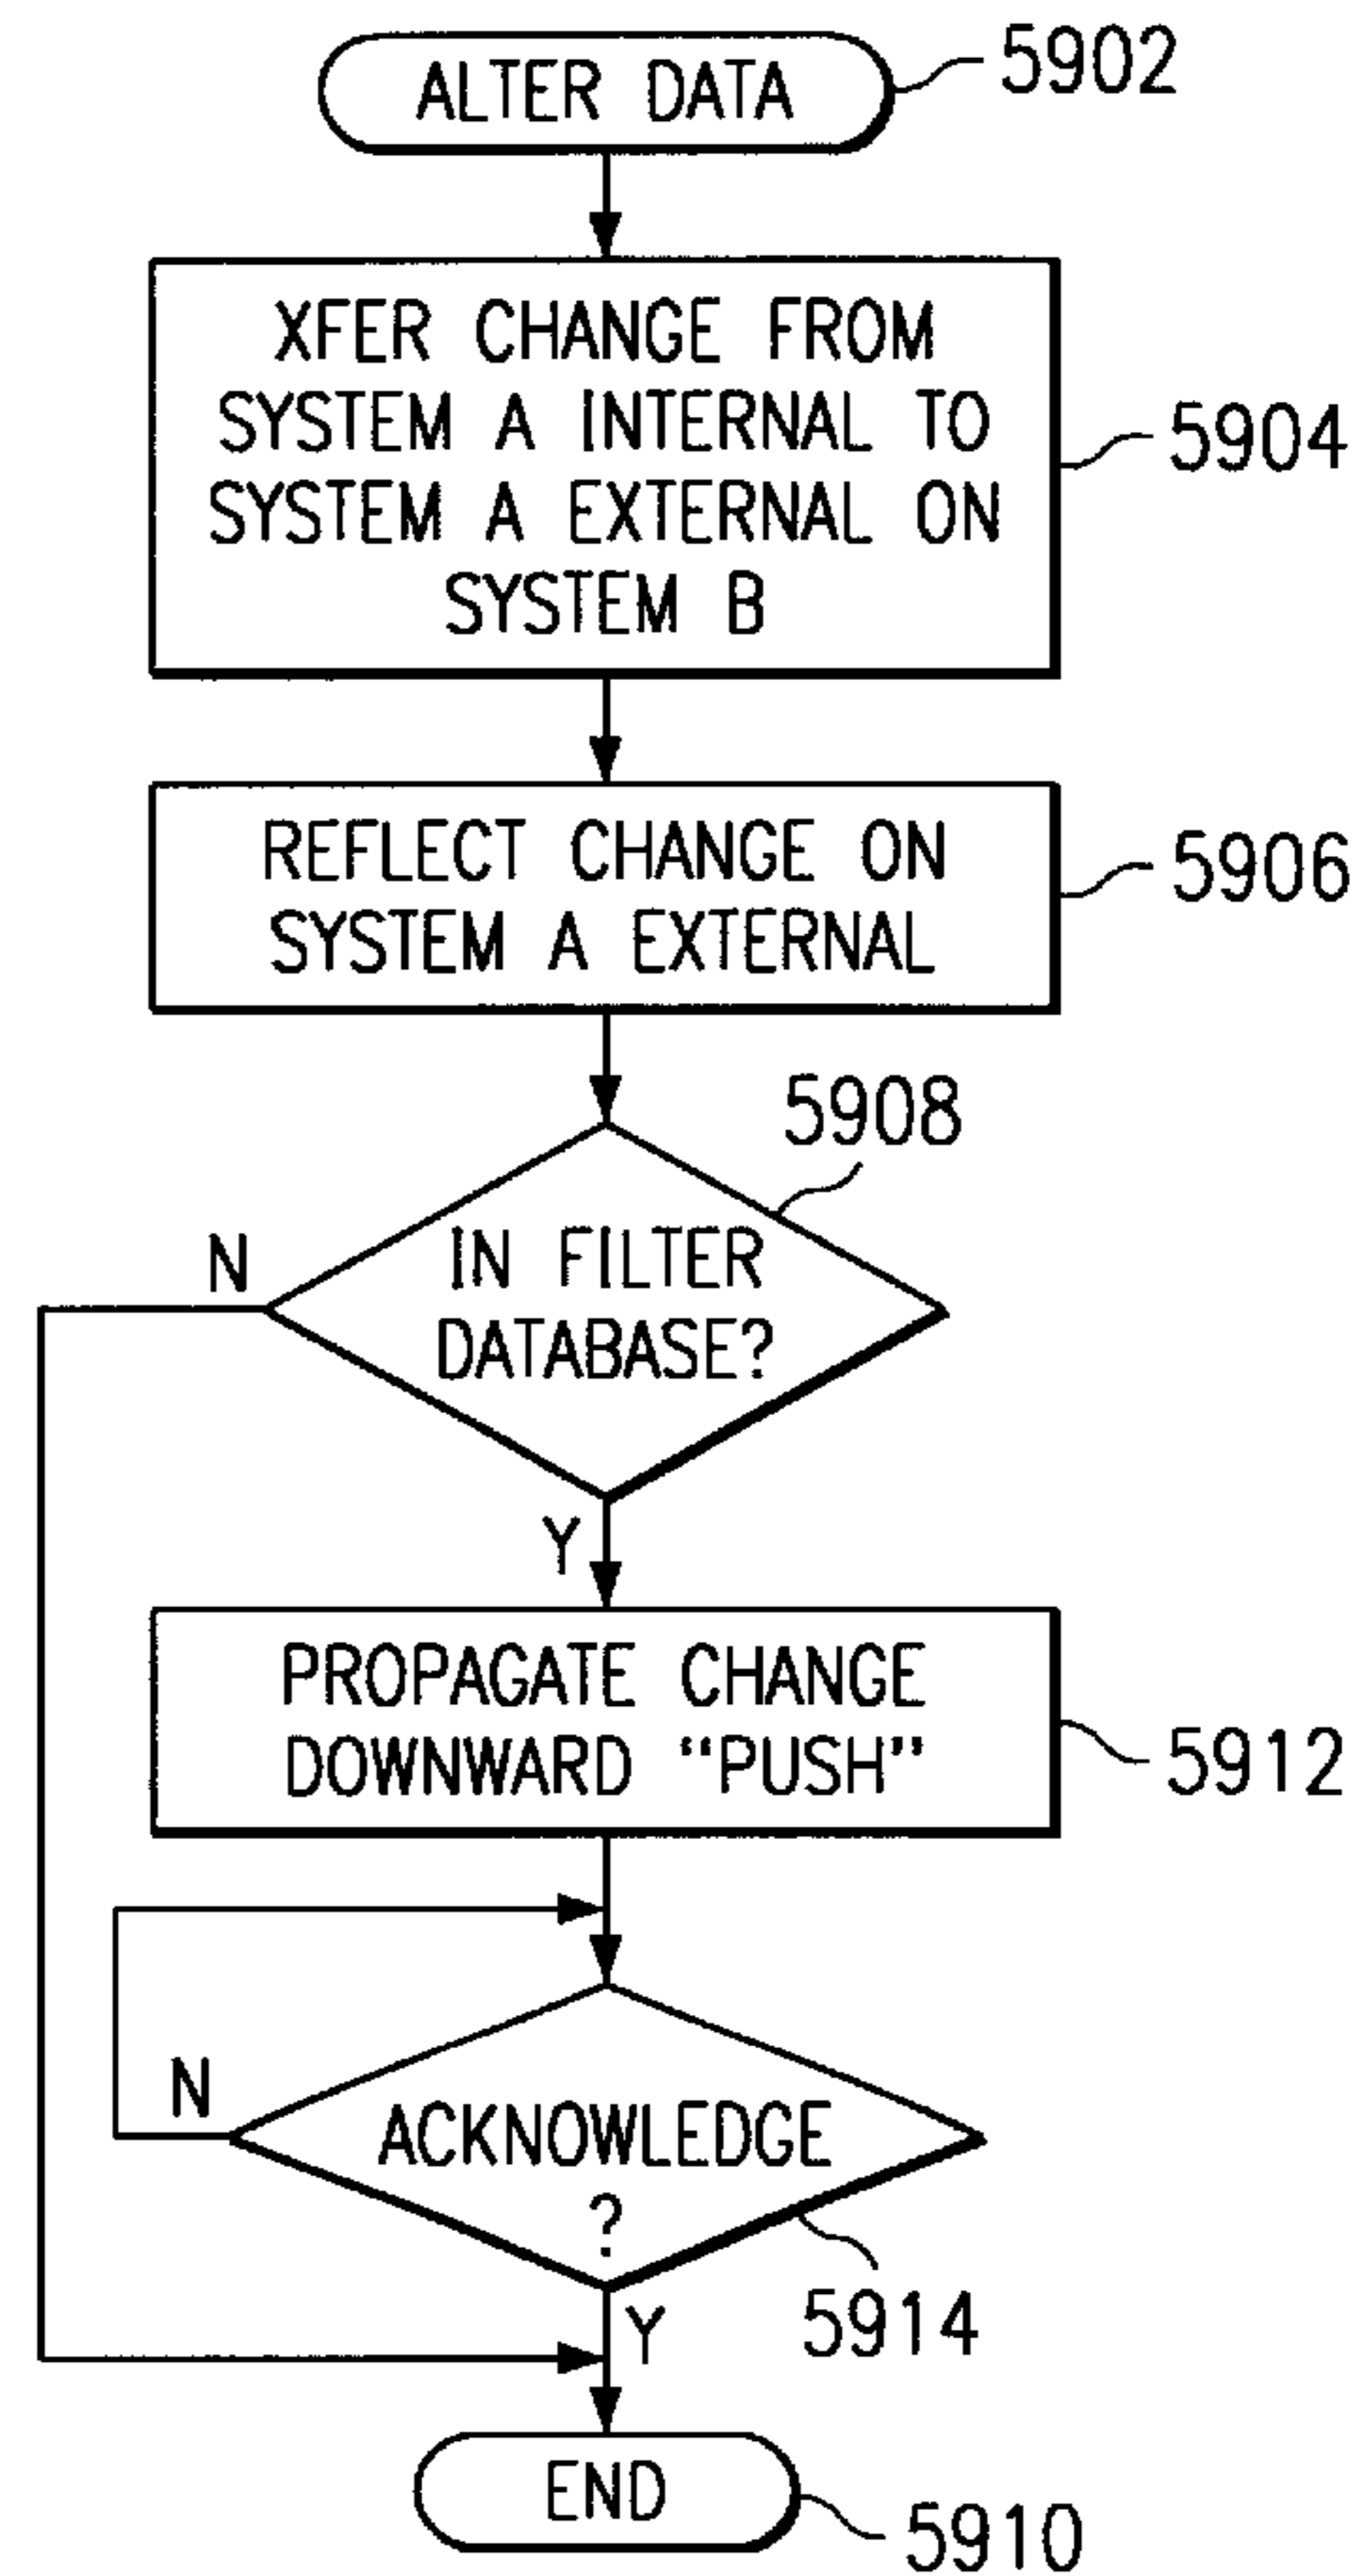 ALTER DATA
5902
XFER CHANGE FROM
SYSTEM A INTERNAL TO
SYSTEM A EXTERNAL ON
SYSTEM B
5904
REFLECT CHANGE ON
SYSTEM A EXTERNAL
5906
5908
IN FILTER
DATABASE?
N
Y
PROPAGATE CHANGE
DOWNWARD “PUSH”
5912
N
ACKNOWLEDGE
?
Y
5914
END
5910